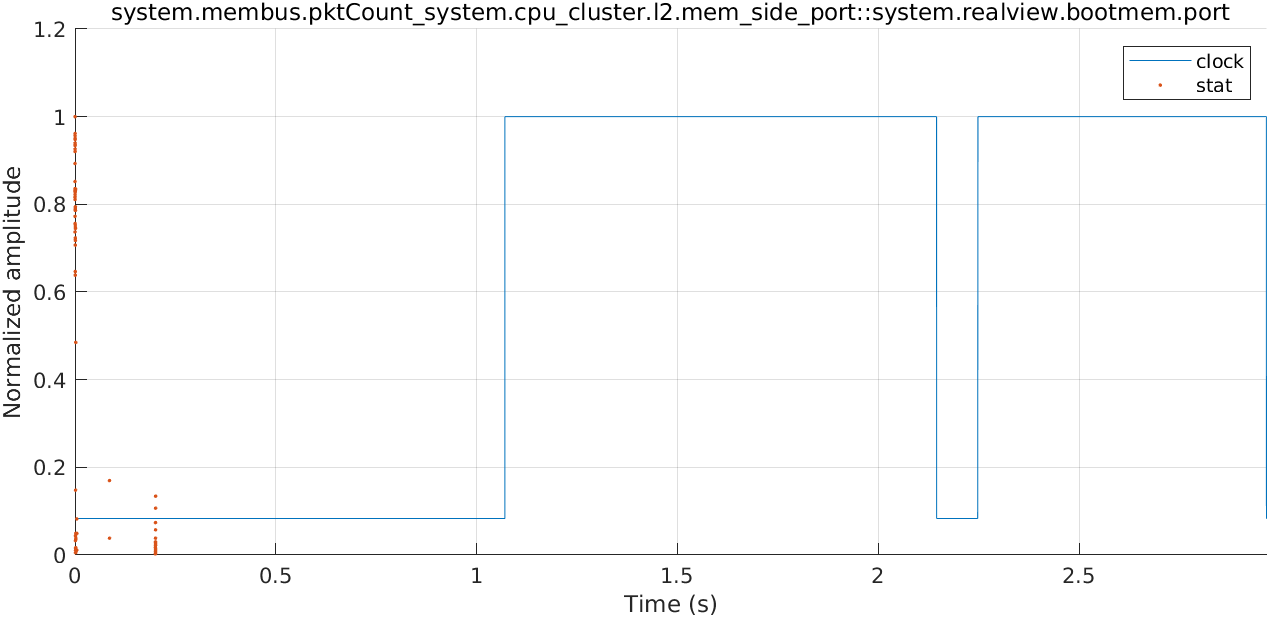 system.membus.pktCount_system.cpu_cluster.l2.mem_side_port::system.realview.bootmem.port
1.2
1
0.8
0.6
0.4
0.2
0
Normalized amplitude
clock
stat
0 0.5 1 1.5 2 2.5
Time (s)